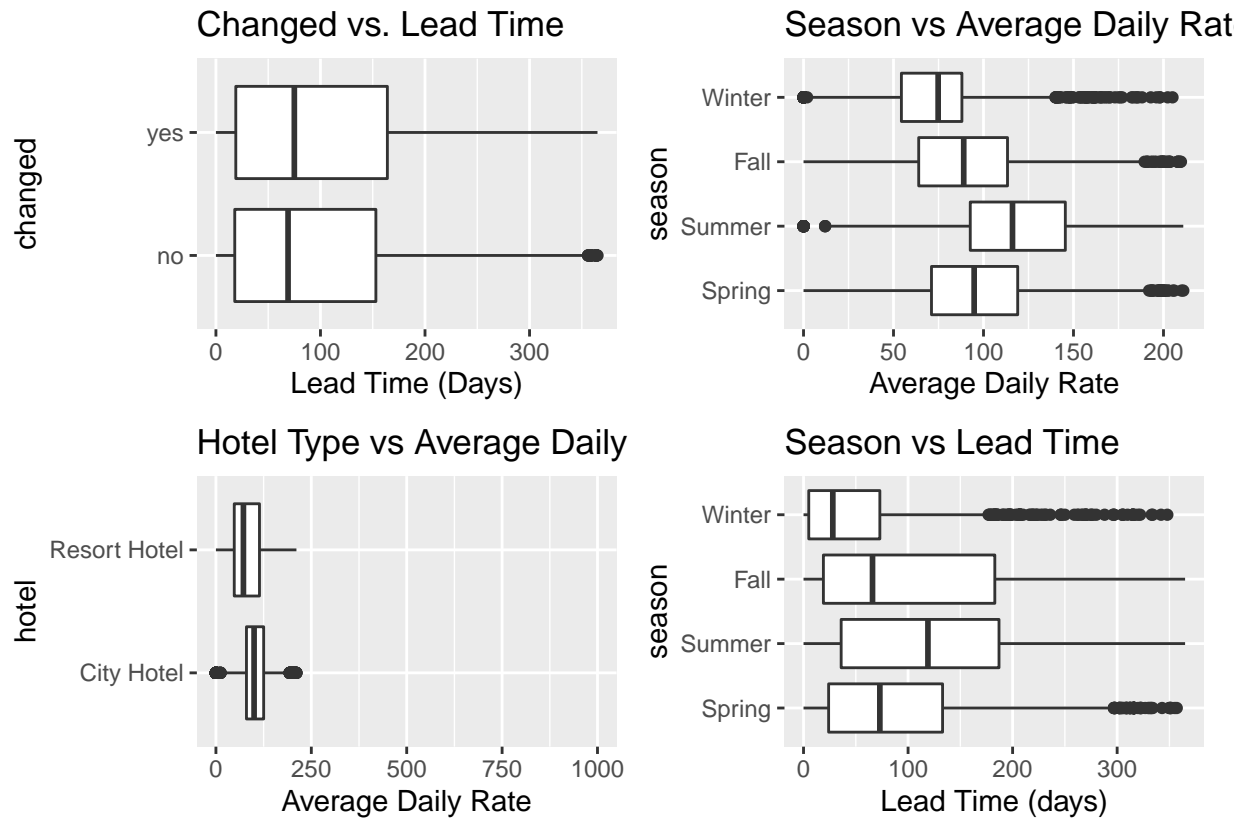 Changed vs. Lead Time
changed
yes
no
0 100 200 300
Lead Time (Days)
Season vs Average Daily Rat
season
Winter
Fall
Summer
Spring
0 50 100 150 200
Average Daily Rate
Hotel Type vs Average Daily
hotel
Resort Hotel
City Hotel
0 250 500 750 1000
Average Daily Rate
Season vs Lead Time
season
Winter
Fall
Summer
Spring
0 100 200 300
Lead Time (days)